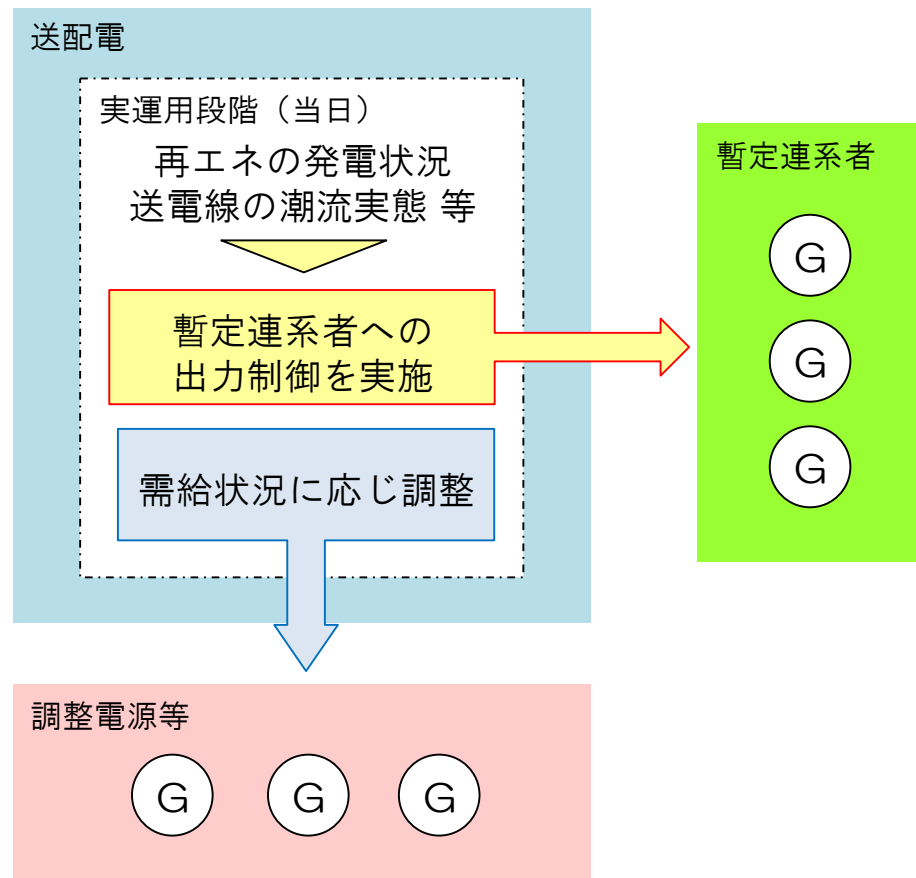 送配電
実運用段階（当日）
再エネの発電状況
送電線の潮流実態 等
暫定連系者への
出力制御を実施
需給状況に応じ調整
暫定連系者
G
G
G
調整電源等
G G G